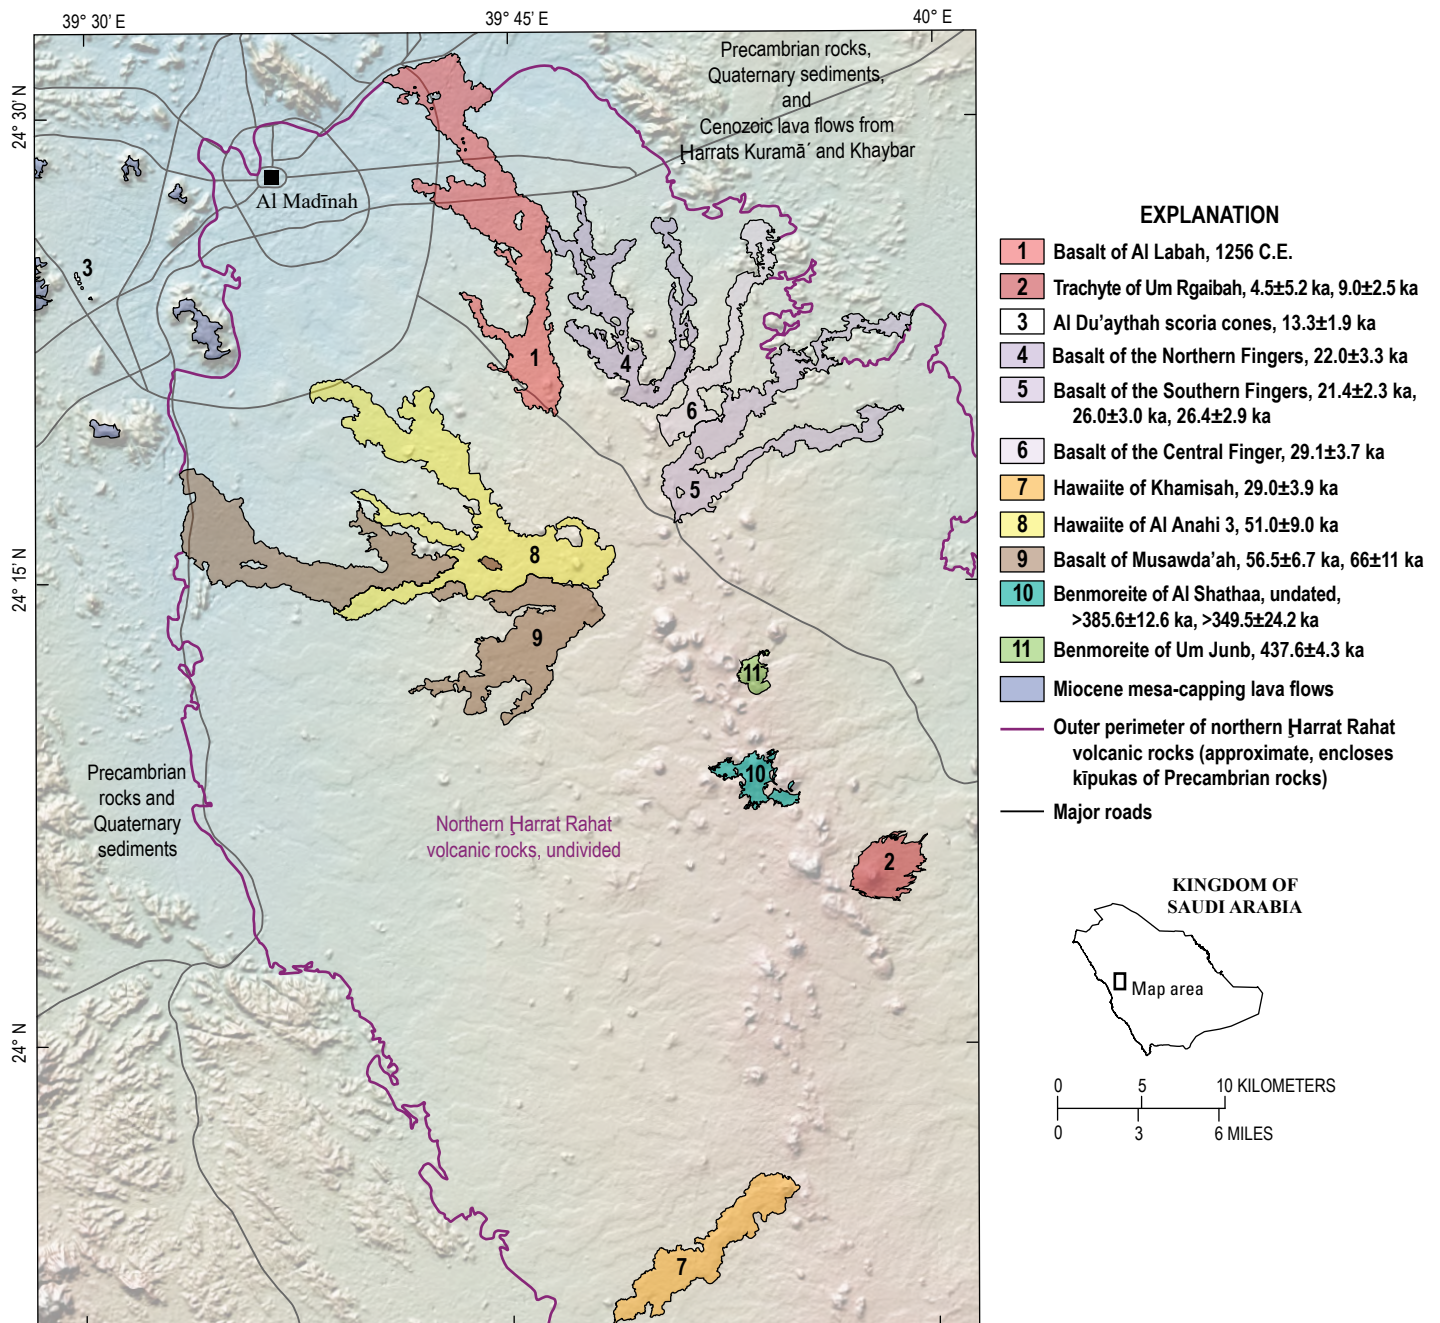 39° 30' E
39° 45' E
40° E
24° 30' N
24° 15' N
24° N
Precambrian rocks,
Quaternary sediments,
and
Cenozoic lava flows from
Ḩarrats Kuramā´ and Khaybar
Al Madīnah
3
1
4
6
5
8
9
11
10
2
7
Precambrian
rocks and
Quaternary
sediments
Northern Ḩarrat Rahat
volcanic rocks, undivided
EXPLANATION
1 Basalt of Al Labah, 1256 C.E.
2 Trachyte of Um Rgaibah, 4.5±5.2 ka, 9.0±2.5 ka
3 Al Du’aythah scoria cones, 13.3±1.9 ka
4 Basalt of the Northern Fingers, 22.0±3.3 ka
5 Basalt of the Southern Fingers, 21.4±2.3 ka,
26.0±3.0 ka, 26.4±2.9 ka
6 Basalt of the Central Finger, 29.1±3.7 ka
7 Hawaiite of Khamisah, 29.0±3.9 ka
8 Hawaiite of Al Anahi 3, 51.0±9.0 ka
9 Basalt of Musawda’ah, 56.5±6.7 ka, 66±11 ka
10 Benmoreite of Al Shathaa, undated,
>385.6±12.6 ka, >349.5±24.2 ka
11 Benmoreite of Um Junb, 437.6±4.3 ka
Miocene mesa-capping lava flows
Outer perimeter of northern Ḩarrat Rahat
volcanic rocks (approximate, encloses
kīpukas of Precambrian rocks)
Major roads
KINGDOM OF
SAUDI ARABIA
Map area
0 5 10 KILOMETERS
0 3 6 MILES